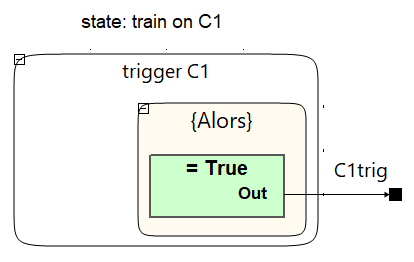 state: train on C1
trigger C1
{Alors}
= True
Out
C1trig